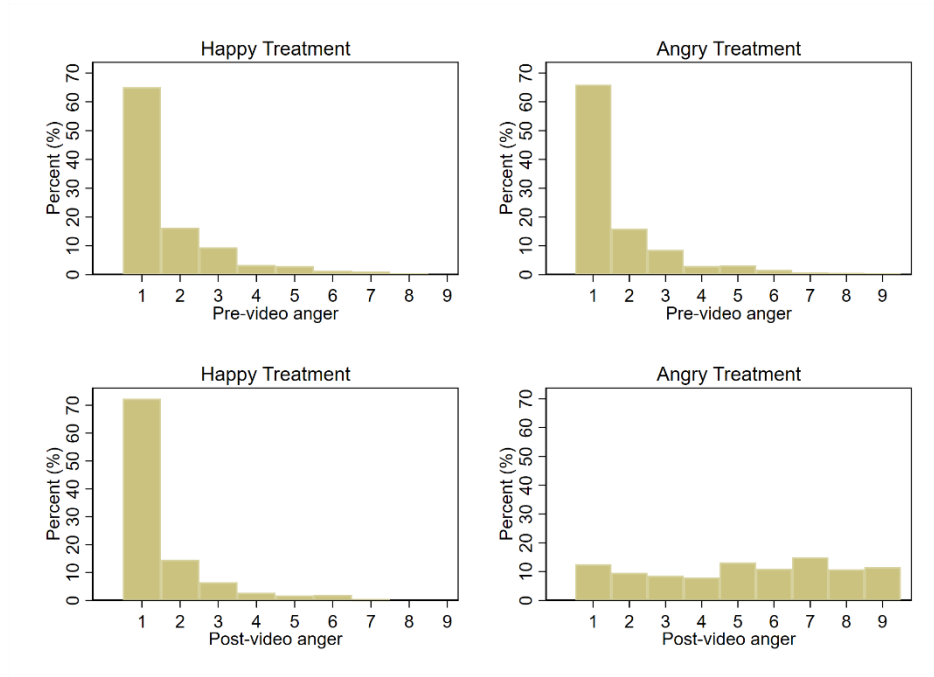 Happy Treatment
Percent (%)
0 10 20 30 40 50 60 70
1 2 3 4 5 6 7 8 9
Pre-video anger
Angry Treatment
Percent (%)
0 10 20 30 40 50 60 70
1 2 3 4 5 6 7 8 9
Pre-video anger
Happy Treatment
Percent (%)
0 10 20 30 40 50 60 70
1 2 3 4 5 6 7 8 9
Post-video anger
Angry Treatment
Percent (%)
0 10 20 30 40 50 60 70
1 2 3 4 5 6 7 8 9
Post-video anger